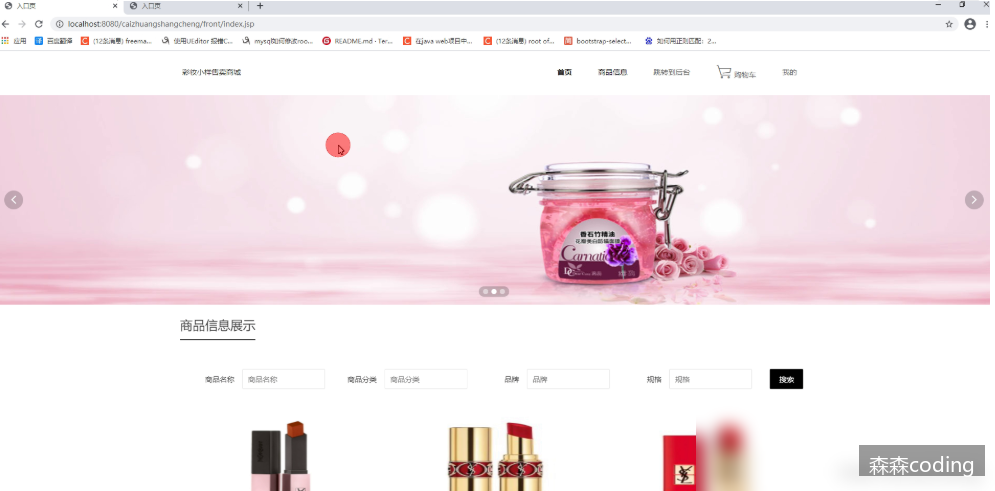 入口页
入口页
localhost:8080/caizhuangshangcheng/front/index.jsp
应用 百度翻译 (12条消息) freema... 使用UEditor 报错C... mysql如何修改roo... README.md · Ter... 在java web项目中... (12条消息) root of... bootstrap-select... 如何用正则匹配: 2...
彩妆小样售卖商城 首页 商品信息 跳转到后台 购物车 我的
香石竹精油
Carnation
商品信息展示
商品名称 商品名称 商品分类 商品分类 品牌 品牌 规格 规格 搜索
森森coding